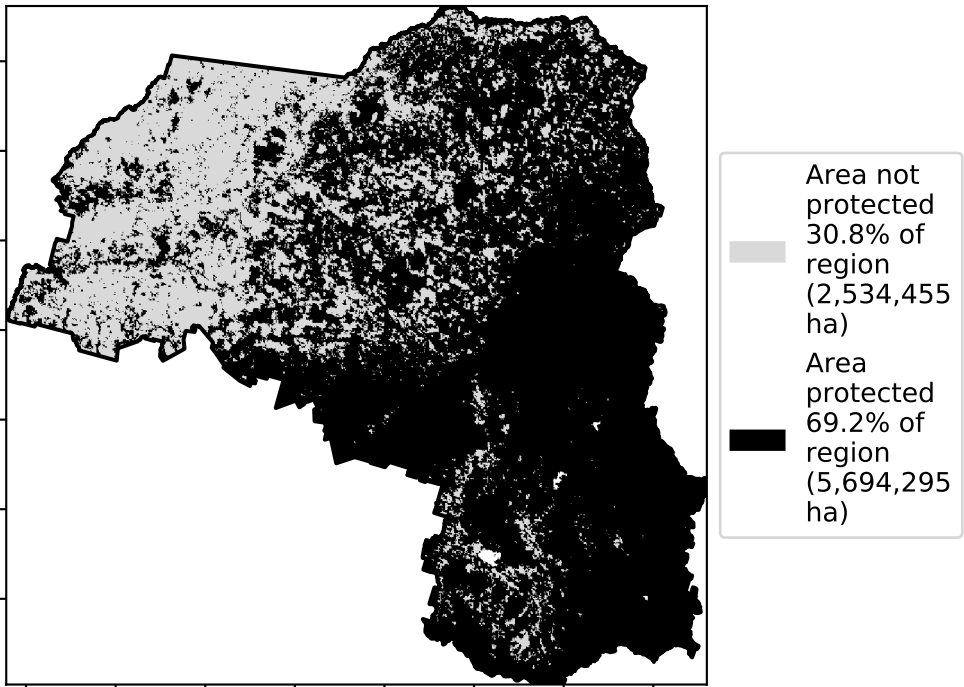 Area not
protected
30.8% of
region
(2,534,455
ha)
Area
protected
69.2% of
region
(5,694,295
ha)